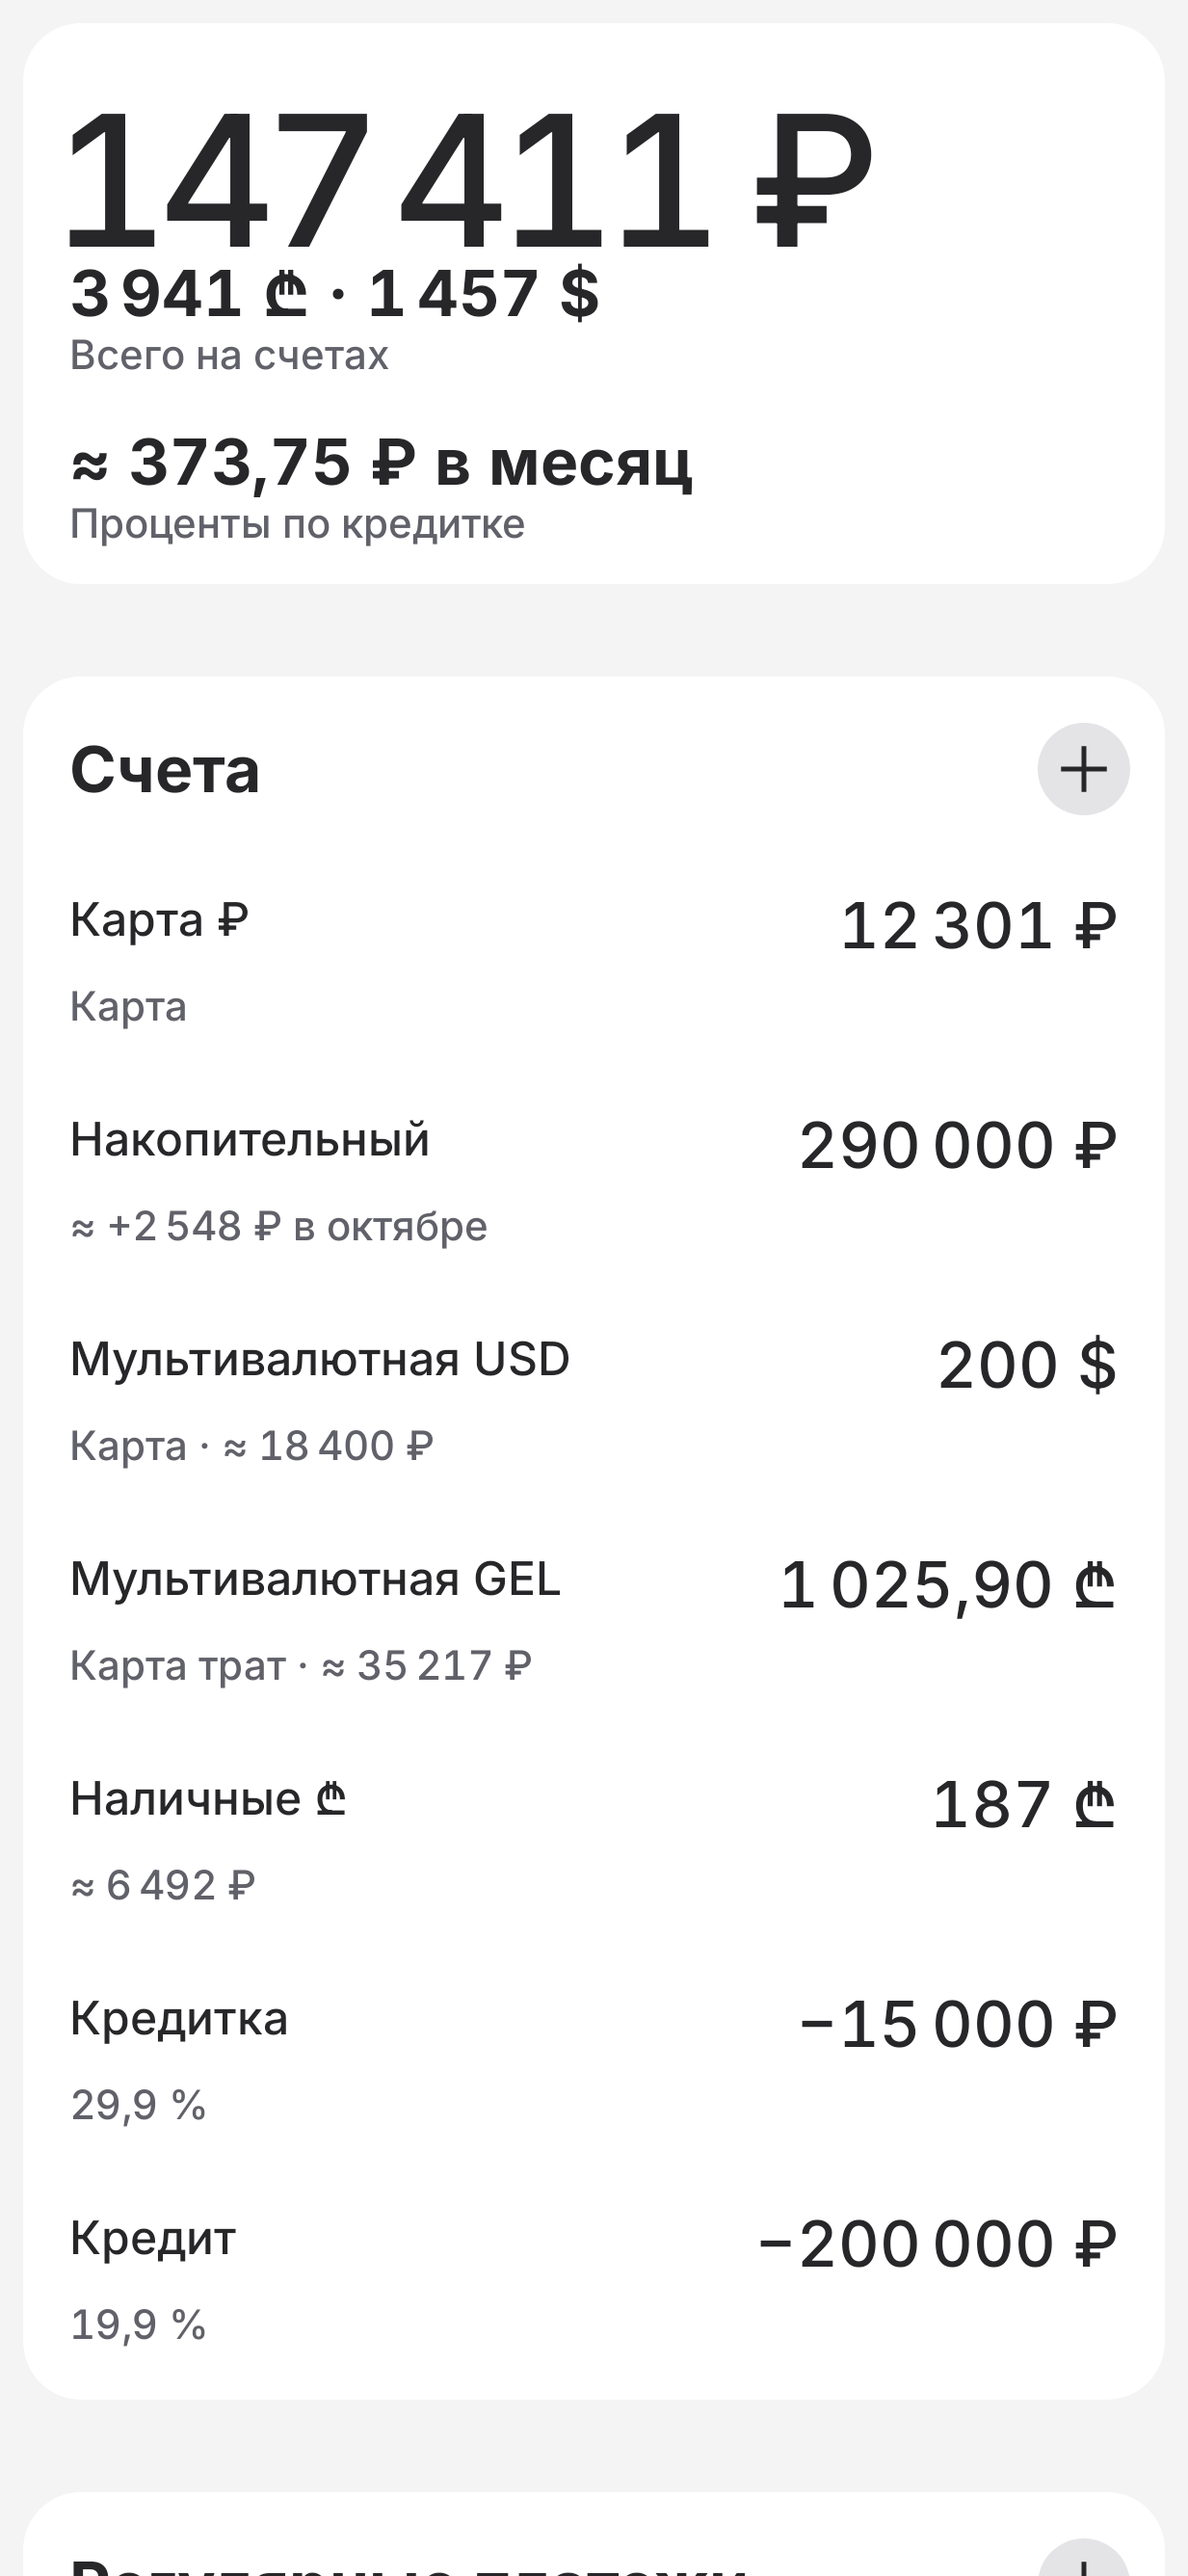 147 411 ₽
3 941 ₾ · 1 457 $
Всего на счетах
≈ 373,75 ₽ в месяц
Проценты по кредитке
Счета
Карта ₽
12 301 ₽
Карта
Накопительный
290 000 ₽
≈ +2 548 ₽ в октябре
Мультивалютная USD
200 $
Карта · ≈ 18 400 ₽
Мультивалютная GEL
1 025,90 ₾
Карта трат · ≈ 35 217 ₽
Наличные ₾
187 ₾
≈ 6 492 ₽
Кредитка
−15 000 ₽
29,9 %
Кредит
−200 000 ₽
19,9 %
Регулярные платежи